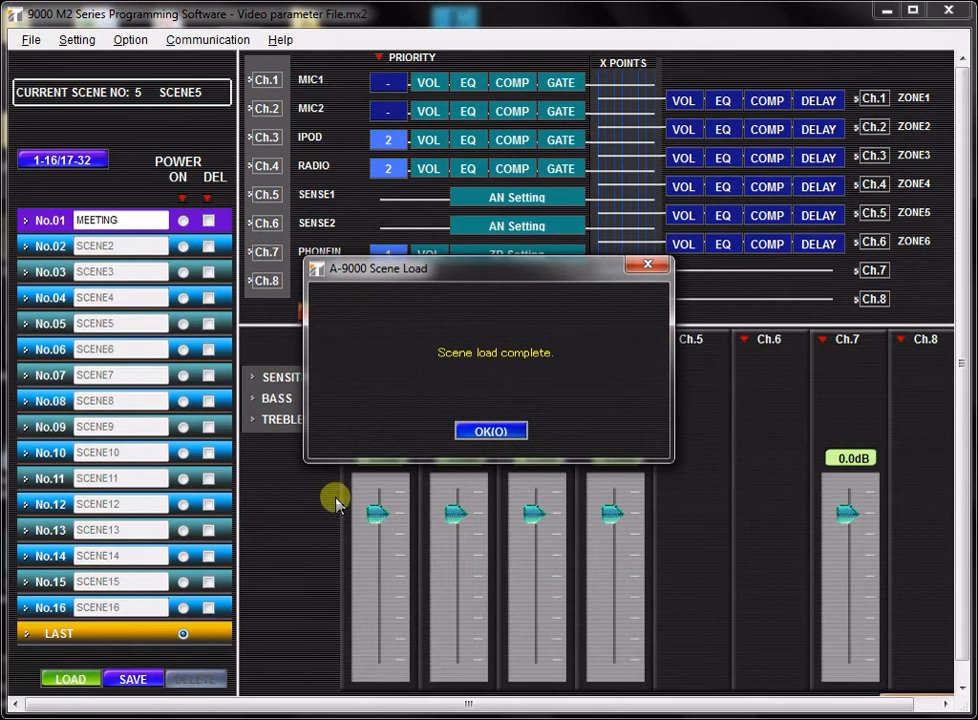 9000 M2 Series Programming Software - Video parameter File.mx2
File Setting Option Communication Help
CURRENT SCENE NO: 5 SCENE5
1-16/17-32
POWER ON DEL
No.01 MEETING
No.02 SCENE2
No.03 SCENE3
No.04 SCENE4
No.05 SCENE5
No.06 SCENE6
No.07 SCENE7
No.08 SCENE8
No.09 SCENE9
No.10 SCENE10
No.11 SCENE11
No.12 SCENE12
No.13 SCENE13
No.14 SCENE14
No.15 SCENE15
No.16 SCENE16
LAST
LOAD SAVE DELETE
PRIORITY X POINTS
Ch.1 MIC1 - VOL EQ COMP GATE
Ch.2 MIC2 - VOL EQ COMP GATE
Ch.3 IPOD 2 VOL EQ COMP GATE
Ch.4 RADIO 2 VOL EQ COMP GATE
Ch.5 SENSE1 AN Setting
Ch.6 SENSE2 AN Setting
Ch.7 PHONEIN
Ch.8
VOL EQ COMP DELAY Ch.1 ZONE1
VOL EQ COMP DELAY Ch.2 ZONE2
VOL EQ COMP DELAY Ch.3 ZONE3
VOL EQ COMP DELAY Ch.4 ZONE4
VOL EQ COMP DELAY Ch.5 ZONE5
VOL EQ COMP DELAY Ch.6 ZONE6
Ch.7
Ch.8
A-9000 Scene Load
Scene load complete.
OK(O)
Ch.5 Ch.6 Ch.7 Ch.8
SENSIT
BASS
TREBLE
0.0dB